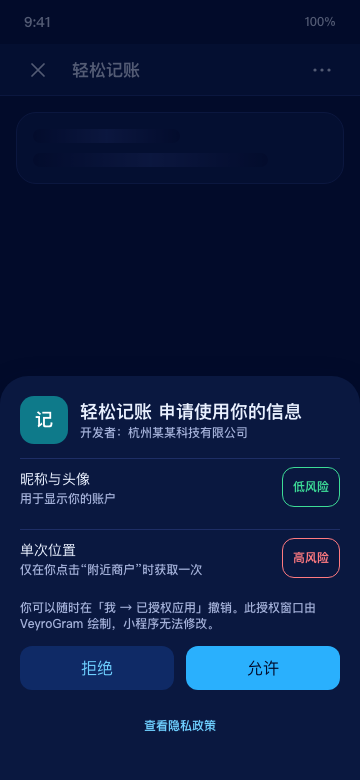 9:41
100%
轻松记账
记
轻松记账 申请使用你的信息
开发者：杭州某某科技有限公司
昵称与头像
用于显示你的账户
低风险
单次位置
仅在你点击“附近商户”时获取一次
高风险
你可以随时在「我 → 已授权应用」撤销。此授权窗口由
VeyroGram 绘制，小程序无法修改。
拒绝
允许
查看隐私政策